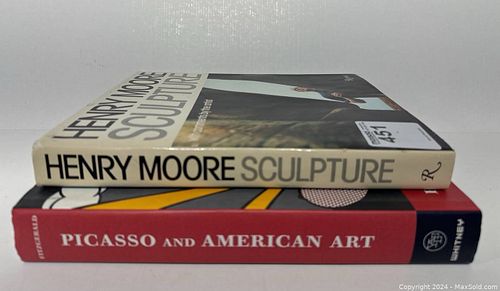 HENRY MOORE
SCULPTURE
451
HENRY MOORE SCULPTURE
R
FITZGERALD
PICASSO AND AMERICAN ART
WHITNEY
Copyright © 2024 - MaxSold.com